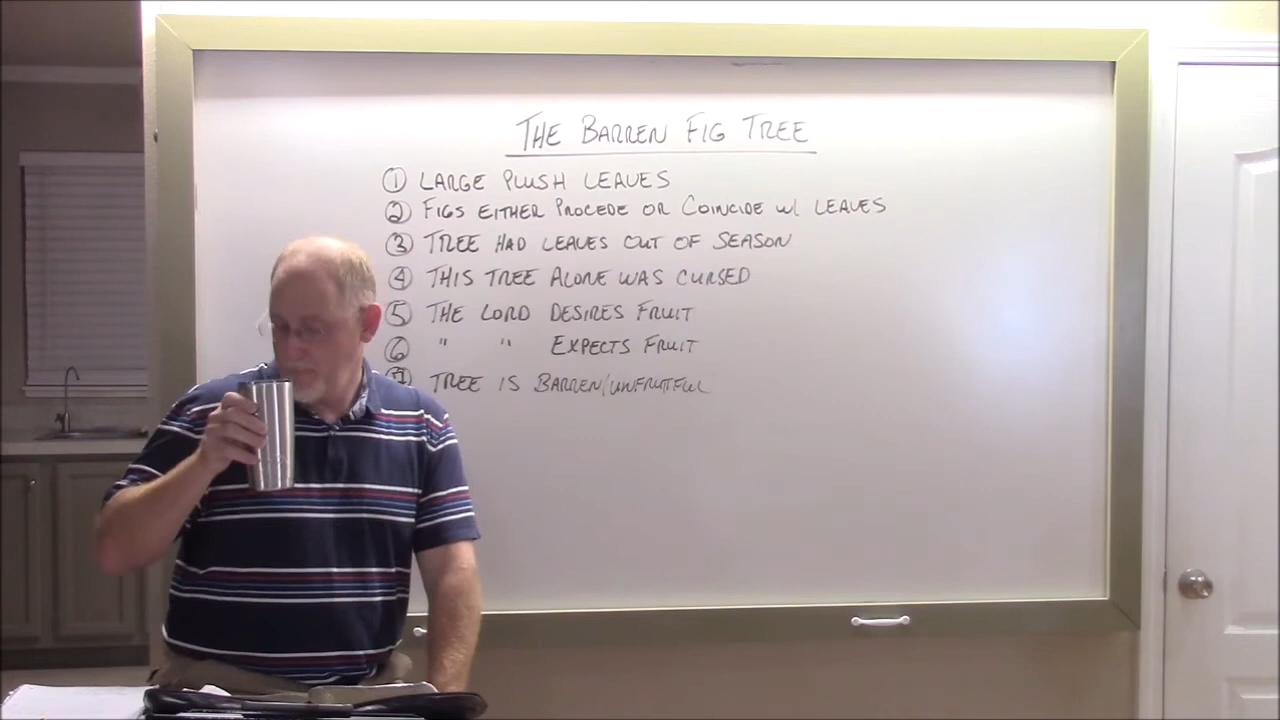 THE BARREN FIG TREE
① LARGE PLUSH LEAVES
② FIGS EITHER PROCEDE OR COINCIDE W/ LEAVES
③ TREE HAD LEAVES OUT OF SEASON
④ THIS TREE ALONE WAS CURSED
⑤ THE LORD DESIRES FRUIT
⑥ " " EXPECTS FRUIT
⑦ TREE IS BARREN/UNFRUITFUL